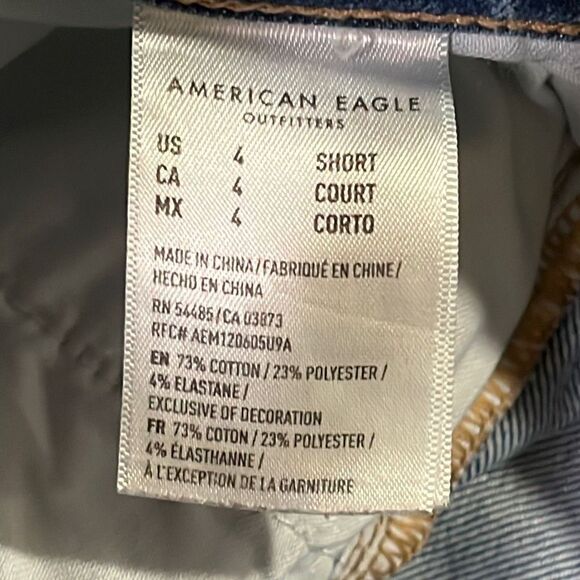 AMERICAN EAGLE
OUTFITTERS
US 4 SHORT
CA 4 COURT
MX 4 CORTO
MADE IN CHINA/FABRIQUÉ EN CHINE/
HECHO EN CHINA
RN 54485/CA 03873
RFC# AEM120605U9A
EN 73% COTTON / 23% POLYESTER /
4% ELASTANE /
EXCLUSIVE OF DECORATION
FR 73% COTON / 23% POLYESTER /
4% ÉLASTHANNE /
À L'EXCEPTION DE LA GARNITURE